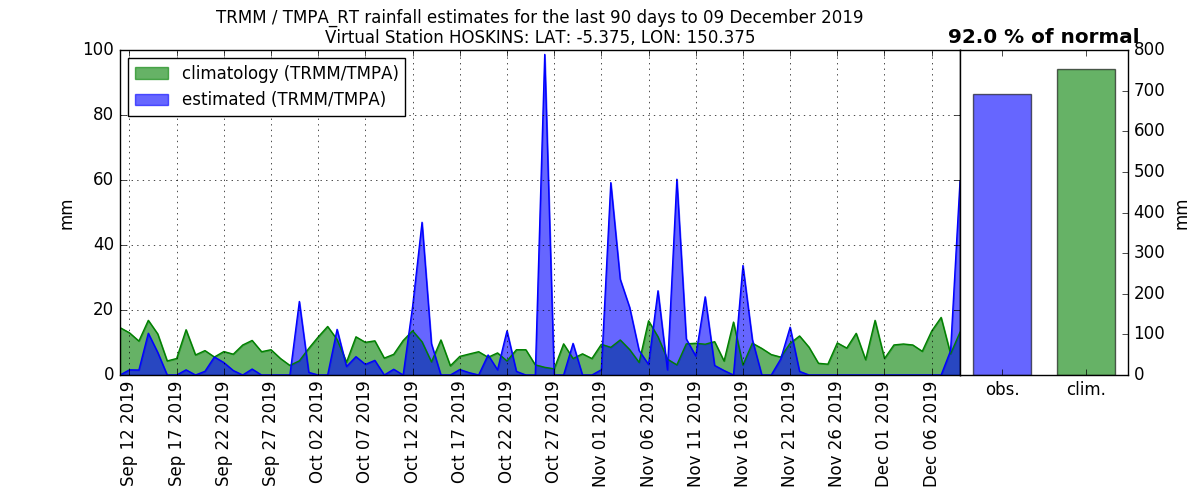 TRMM / TMPA_RT rainfall estimates for the last 90 days to 09 December 2019
Virtual Station HOSKINS: LAT: -5.375, LON: 150.375
92.0 % of normal
climatology (TRMM/TMPA)
estimated (TRMM/TMPA)
100
80
60
40
20
0
mm
Sep 12 2019
Sep 17 2019
Sep 22 2019
Sep 27 2019
Oct 02 2019
Oct 07 2019
Oct 12 2019
Oct 17 2019
Oct 22 2019
Oct 27 2019
Nov 01 2019
Nov 06 2019
Nov 11 2019
Nov 16 2019
Nov 21 2019
Nov 26 2019
Dec 01 2019
Dec 06 2019
800
700
600
500
400
300
200
100
0
mm
obs.
clim.